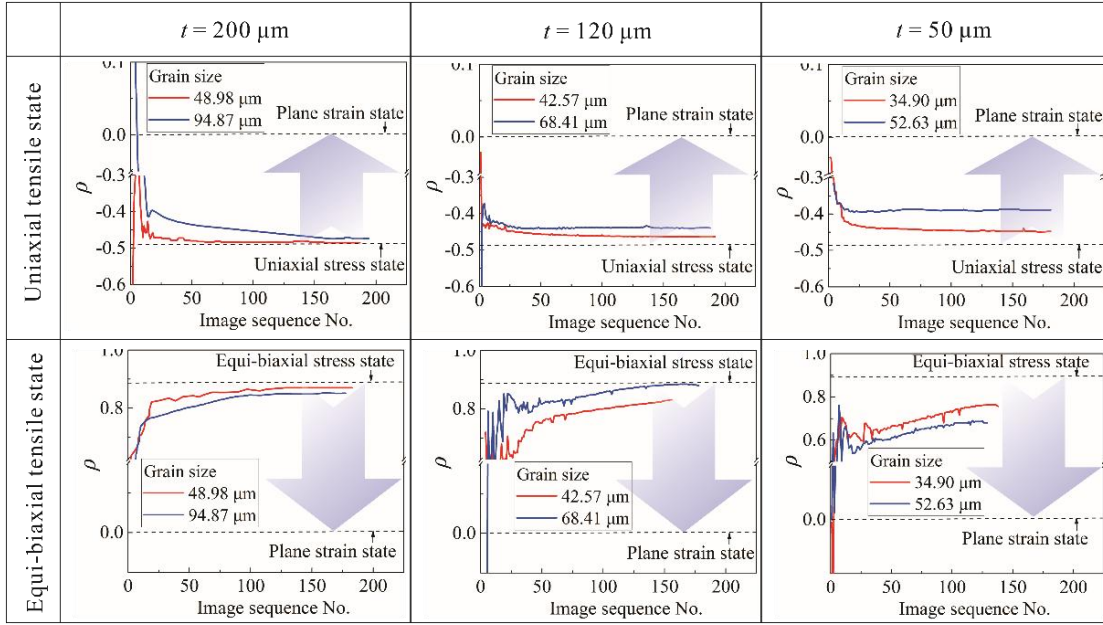 t = 200 μm
t = 120 μm
t = 50 μm
Uniaxial tensile state
0.1
0.0
-0.3
-0.4
-0.5
-0.6
ρ
Grain size
48.98 μm
94.87 μm
Plane strain state
Uniaxial stress state
0 50 100 150 200
Image sequence No.
0.1
0.0
-0.3
-0.4
-0.5
-0.6
ρ
Grain size
42.57 μm
68.41 μm
Plane strain state
Uniaxial stress state
0 50 100 150 200
Image sequence No.
0.1
0.0
-0.3
-0.4
-0.5
-0.6
ρ
Grain size
34.90 μm
52.63 μm
Plane strain state
Uniaxial stress state
0 50 100 150 200
Image sequence No.
Equi-biaxial tensile state
1.0
0.8
0.0
ρ
Equi-biaxial stress state
Grain size
48.98 μm
94.87 μm
Plane strain state
0 50 100 150 200
Image sequence No.
1.0
0.8
0.0
ρ
Equi-biaxial stress state
Grain size
42.57 μm
68.41 μm
Plane strain state
0 50 100 150 200
Image sequence No.
1.0
0.8
0.6
0.0
ρ
Equi-biaxial stress state
Grain size
34.90 μm
52.63 μm
Plane strain state
0 50 100 150 200
Image sequence No.